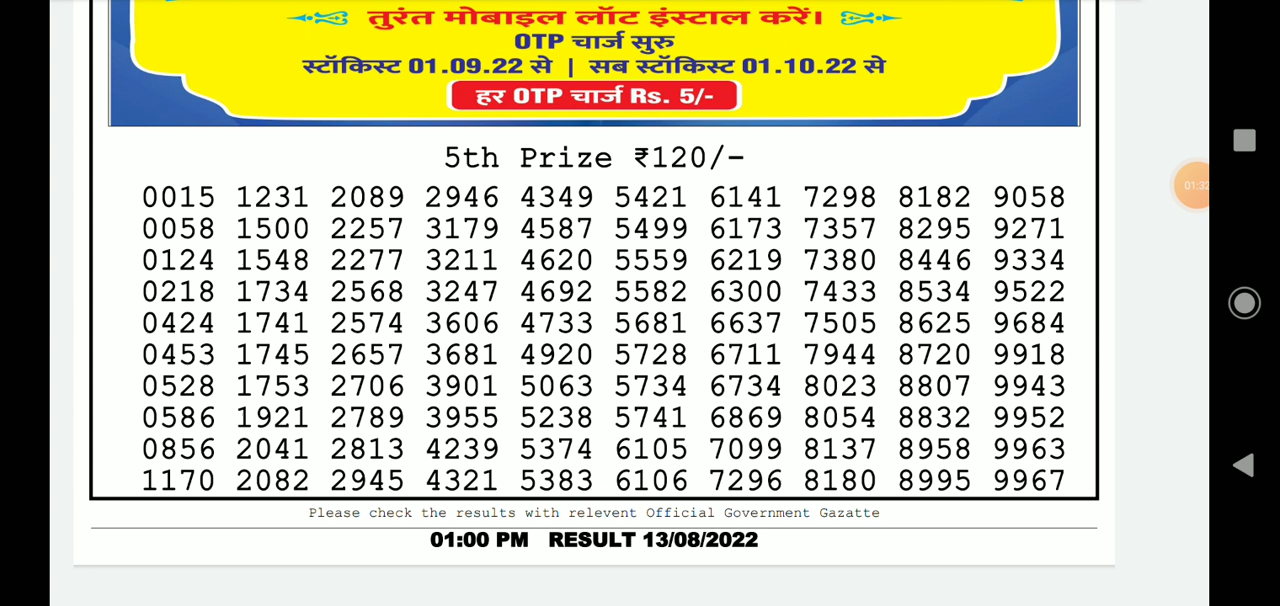 तुरंत मोबाइल लॉट इंस्टाल करें।
OTP चार्ज सुरु
स्टॉकिस्ट 01.09.22 से | सब स्टॉकिस्ट 01.10.22 से
हर OTP चार्ज Rs. 5/-
5th Prize ₹120/-
0015 1231 2089 2946 4349 5421 6141 7298 8182 9058
0058 1500 2257 3179 4587 5499 6173 7357 8295 9271
0124 1548 2277 3211 4620 5559 6219 7380 8446 9334
0218 1734 2568 3247 4692 5582 6300 7433 8534 9522
0424 1741 2574 3606 4733 5681 6637 7505 8625 9684
0453 1745 2657 3681 4920 5728 6711 7944 8720 9918
0528 1753 2706 3901 5063 5734 6734 8023 8807 9943
0586 1921 2789 3955 5238 5741 6869 8054 8832 9952
0856 2041 2813 4239 5374 6105 7099 8137 8958 9963
1170 2082 2945 4321 5383 6106 7296 8180 8995 9967
Please check the results with relevent Official Government Gazatte
01:00 PM RESULT 13/08/2022